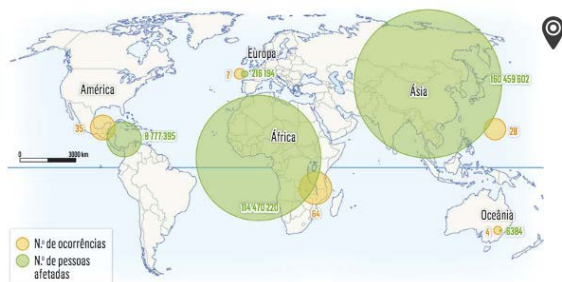 Europa
7
216 194
América
Ásia
160 459 602
35
8 777 395
África
28
114 470 220
64
Oceânia
4
6384
0
3000 km
N.º de ocorrências
N.º de pessoas
afetadas